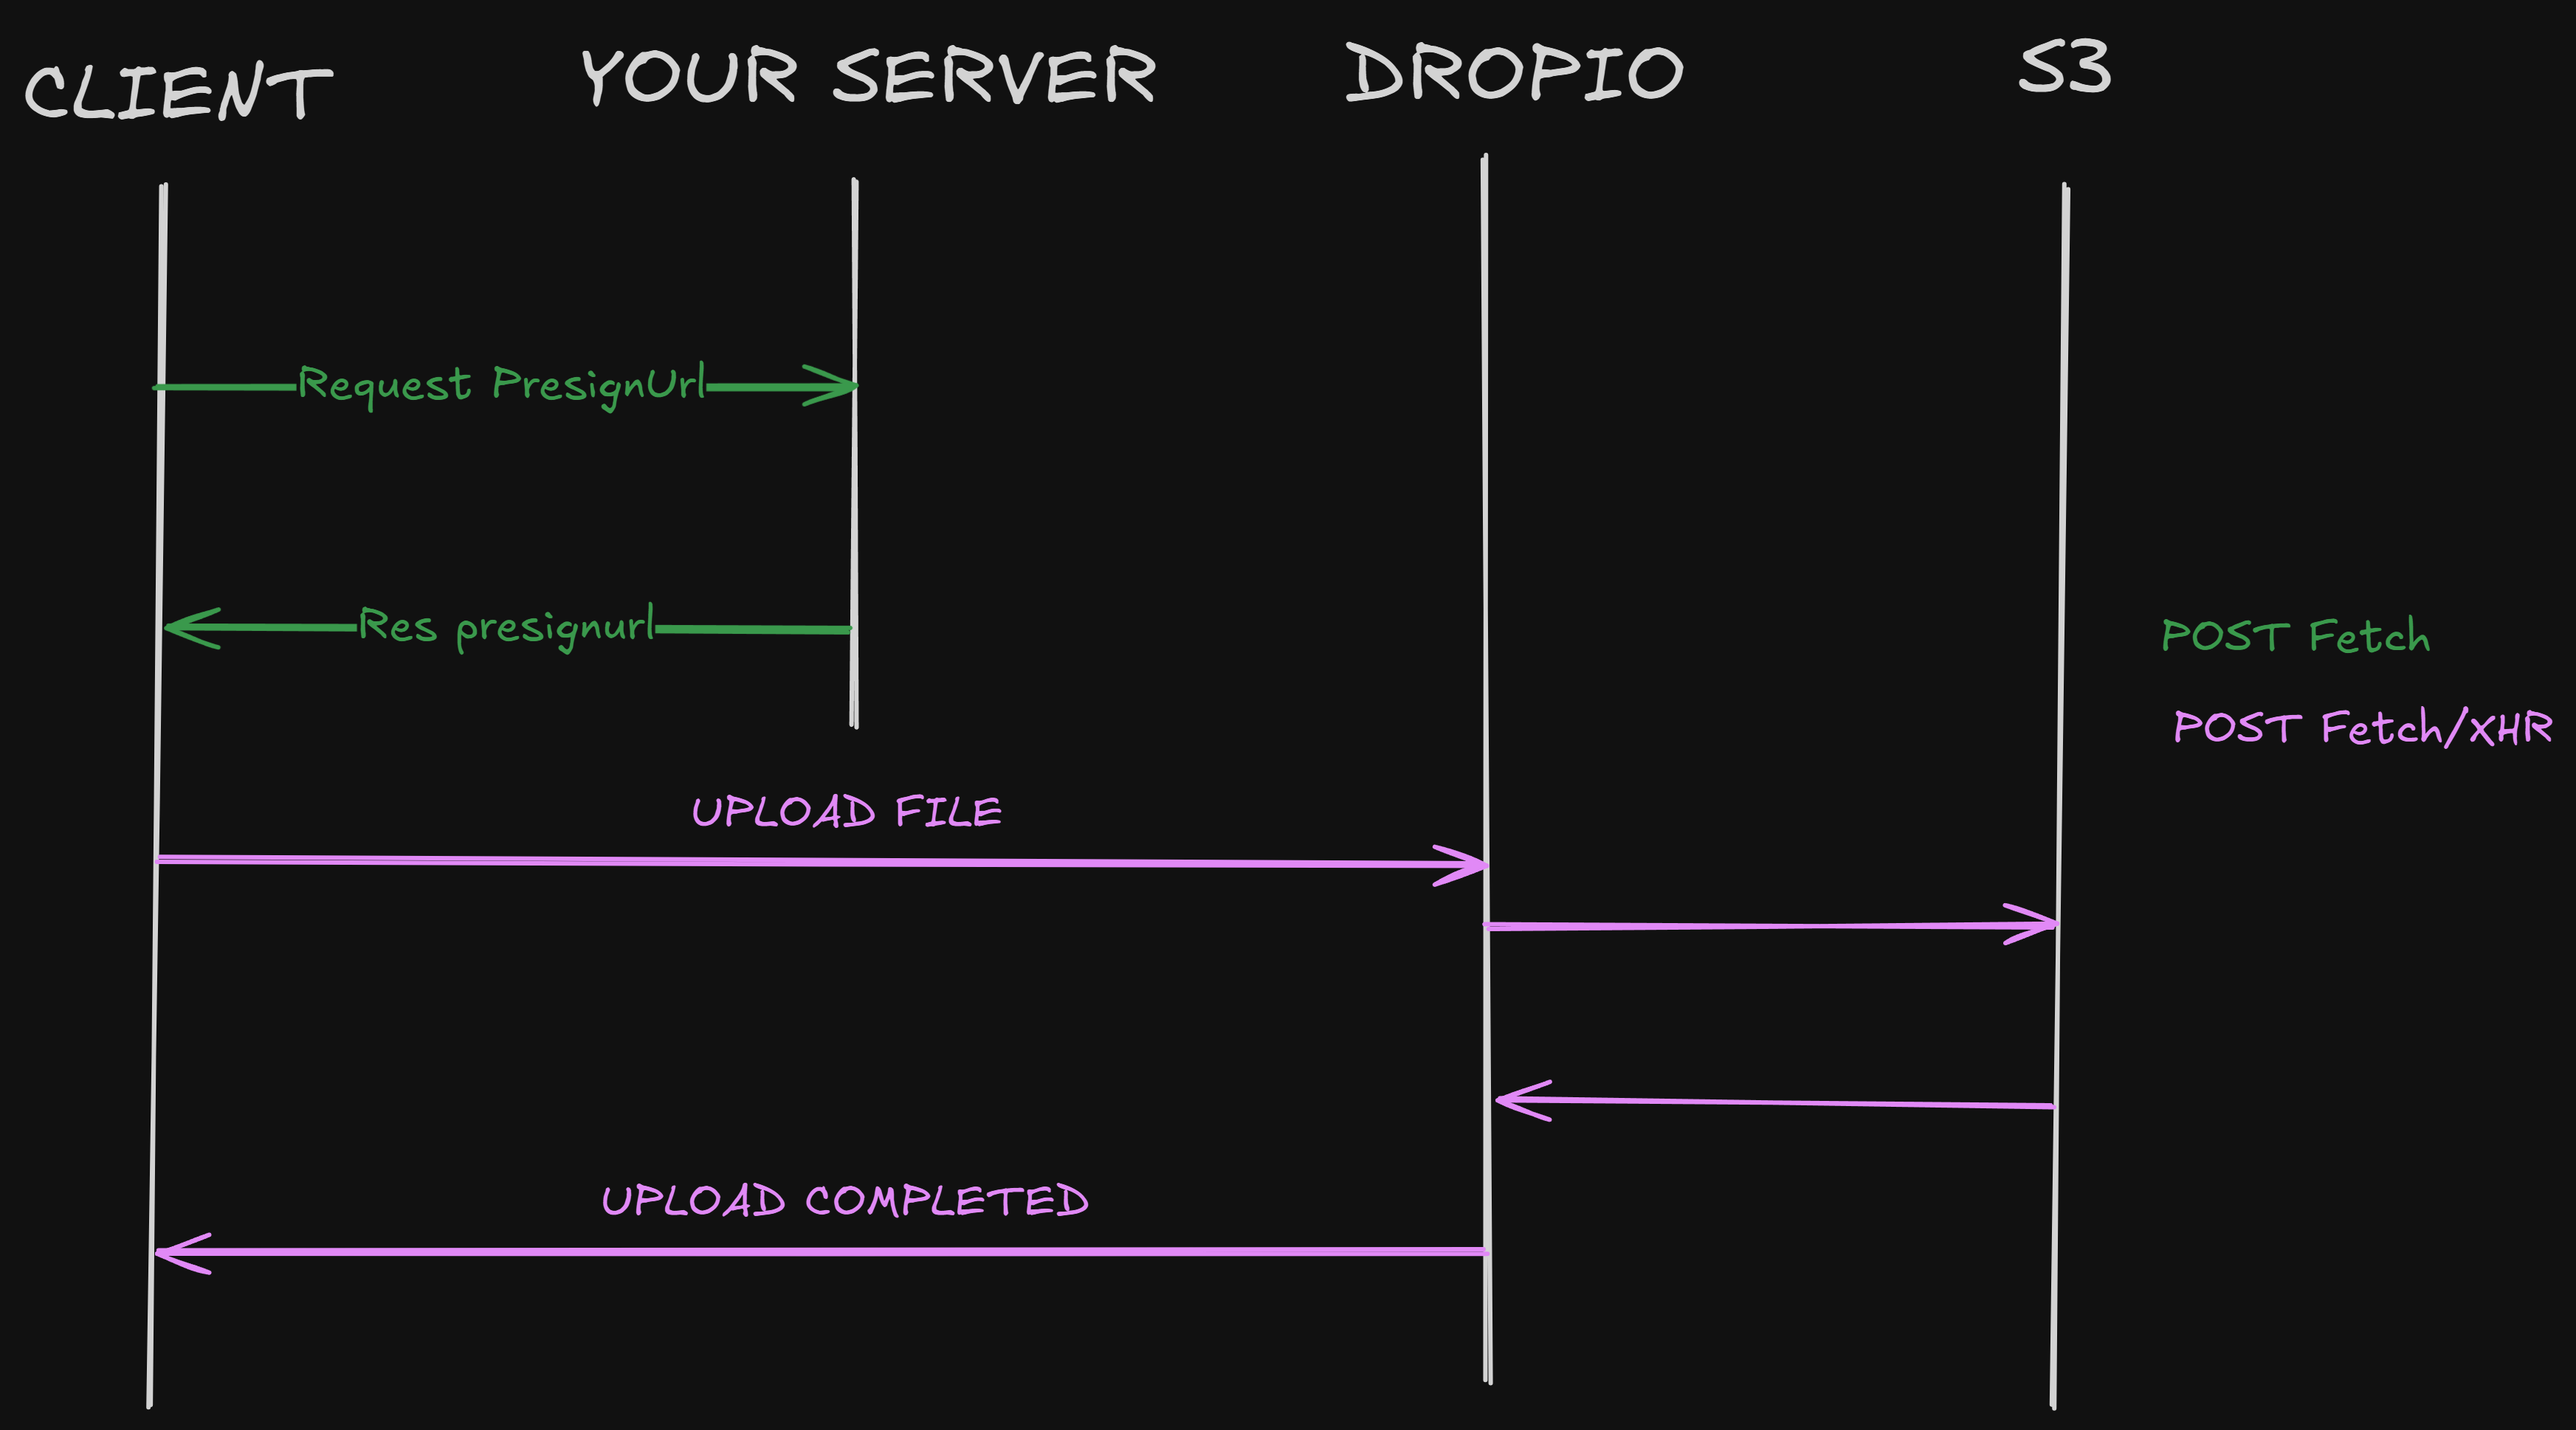 CLIENT
YOUR SERVER
DROPIO
S3
Request PresignUrl
Res presignurl
POST Fetch
POST Fetch/XHR
UPLOAD FILE
UPLOAD COMPLETED